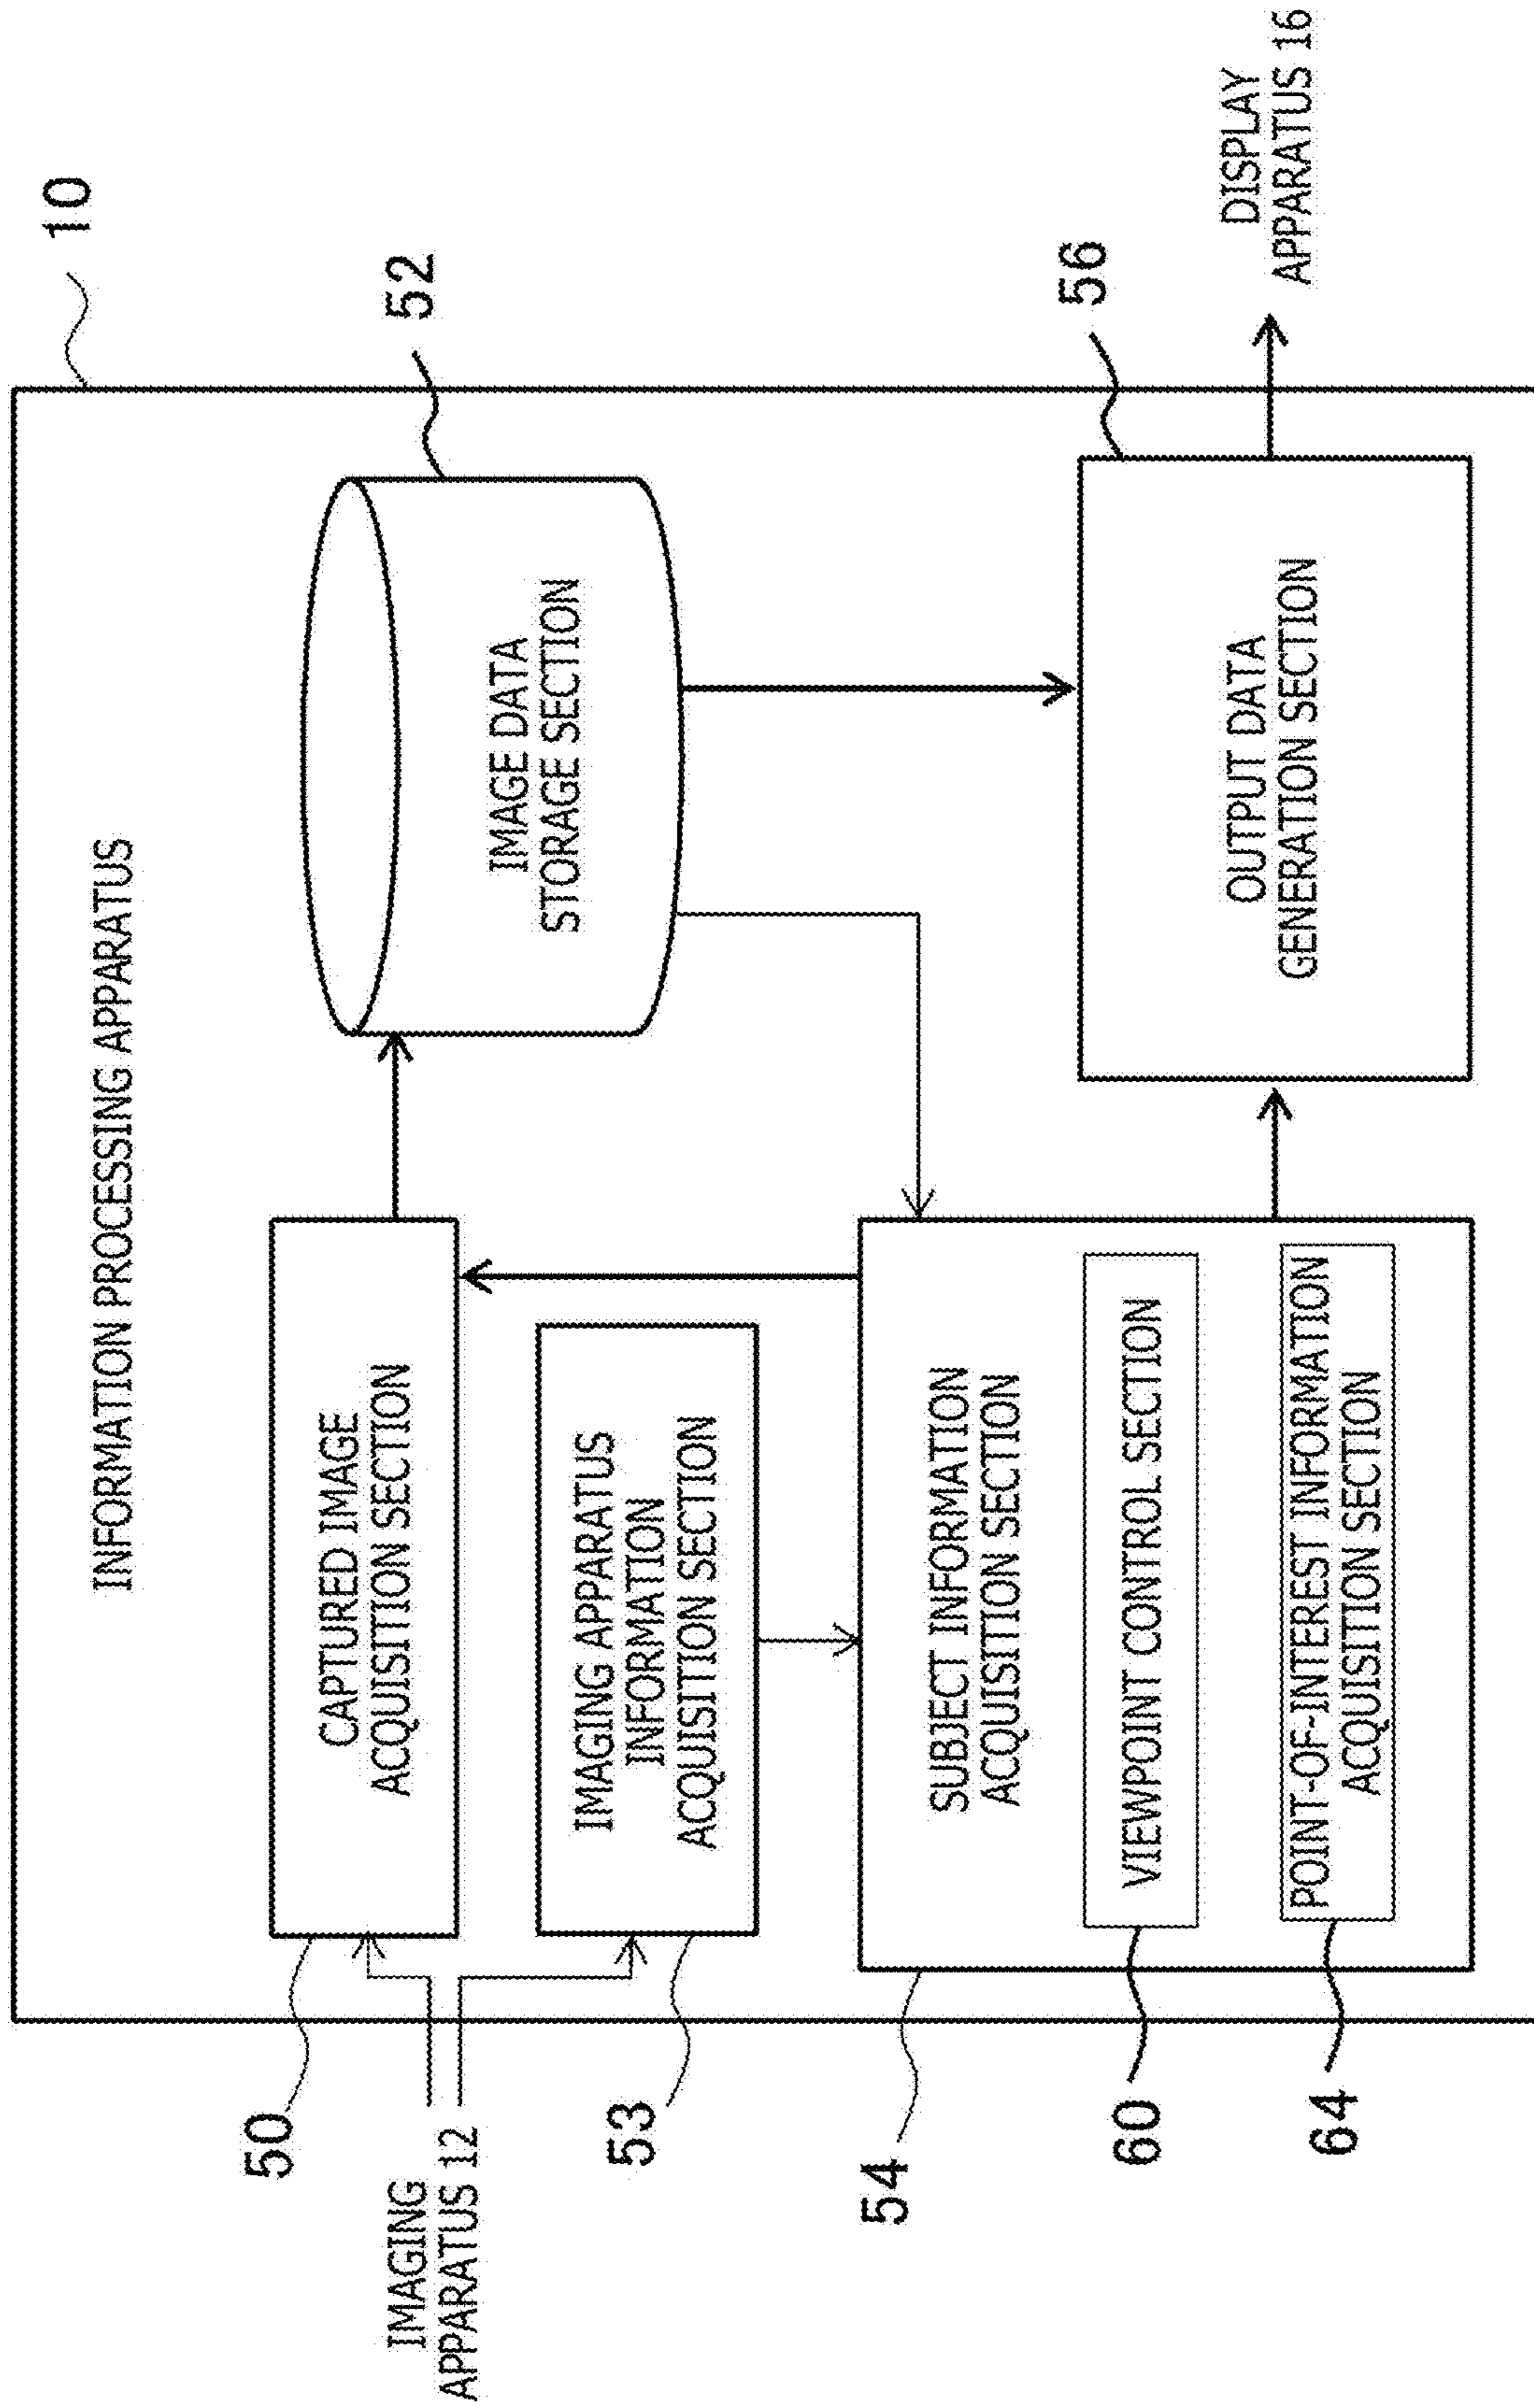 10
INFORMATION PROCESSING APPARATUS
50
CAPTURED IMAGE
ACQUISITION SECTION
52
IMAGE DATA
STORAGE SECTION
IMAGING
APPARATUS 12
53
IMAGING APPARATUS
INFORMATION
ACQUISITION SECTION
54
SUBJECT INFORMATION
ACQUISITION SECTION
60
VIEWPOINT CONTROL SECTION
64
POINT-OF-INTEREST INFORMATION
ACQUISITION SECTION
56
OUTPUT DATA
GENERATION SECTION
DISPLAY
APPARATUS 16